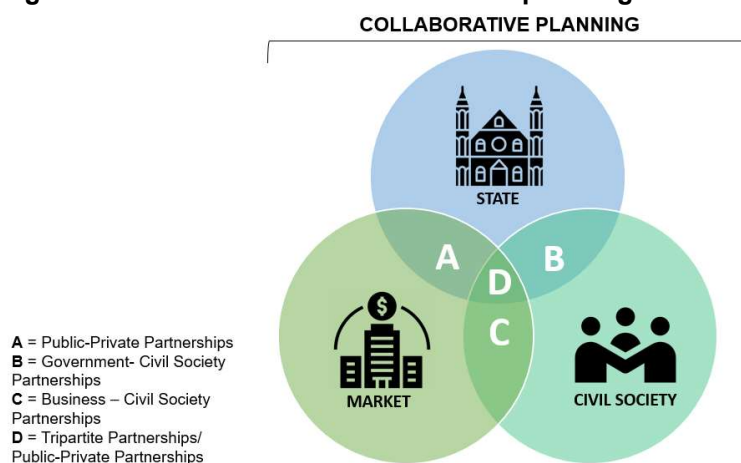 COLLABORATIVE PLANNING
STATE
A
B
D
C
$
MARKET
CIVIL SOCIETY
A = Public-Private Partnerships
B = Government- Civil Society
Partnerships
C = Business – Civil Society
Partnerships
D = Tripartite Partnerships/
Public-Private Partnerships